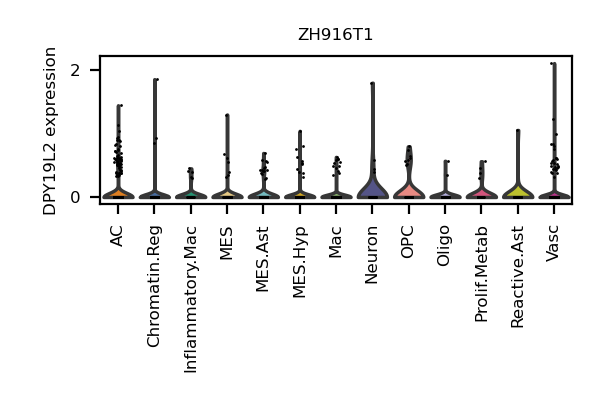 ZH916T1
DPY19L2 expression
2
0
AC
Chromatin.Reg
Inflammatory.Mac
MES
MES.Ast
MES.Hyp
Mac
Neuron
OPC
Oligo
Prolif.Metab
Reactive.Ast
Vasc